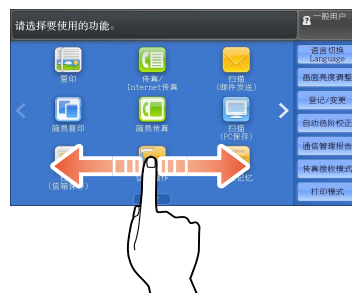 请选择要使用的功能。
一般用户
复印
传真/
Internet传真
扫描
(邮件发送)
简易复印
简易传真
扫描
(PC保存)
语言切换
Language
画面亮度调整
登记/变更
自动色阶校正
通信管理报告
传真接收模式
打印模式